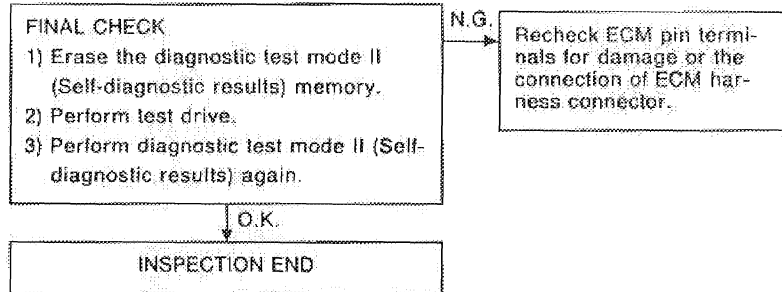 FINAL CHECK
1) Erase the diagnostic test mode II
(Self-diagnostic results) memory.
2) Perform test drive.
3) Perform diagnostic test mode II (Self-
diagnostic results) again.
N.G.
Recheck ECM pin termi-
nals for damage or the
connection of ECM har-
ness connector.
O.K.
INSPECTION END